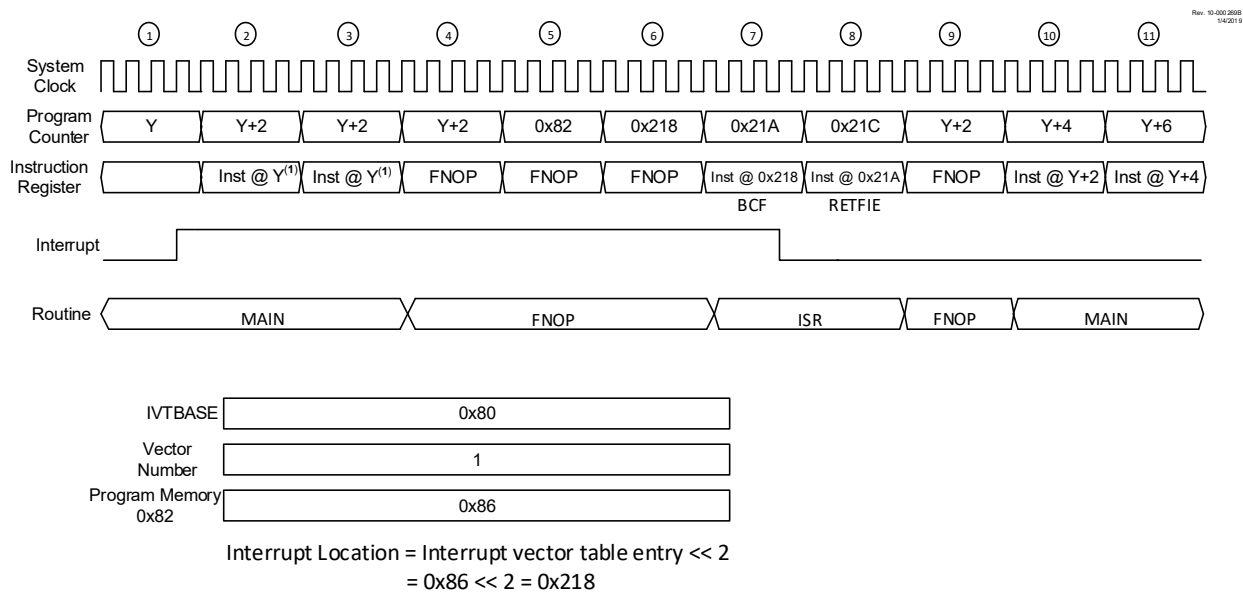 Rev. 10-000 269B
1/4/2019
1 2 3 4 5 6 7 8 9 10 11
System
Clock
Program
Counter
Y Y+2 Y+2 Y+2 0x82 0x218 0x21A 0x21C Y+2 Y+4 Y+6
Instruction
Register
Inst @ Y(1) Inst @ Y(1) FNOP FNOP FNOP Inst @ 0x218 Inst @ 0x21A FNOP Inst @ Y+2 Inst @ Y+4
BCF RETFIE
Interrupt
Routine MAIN FNOP ISR FNOP MAIN
IVTBASE 0x80
Vector
Number
1
Program Memory
0x82
0x86
Interrupt Location = Interrupt vector table entry << 2
= 0x86 << 2 = 0x218